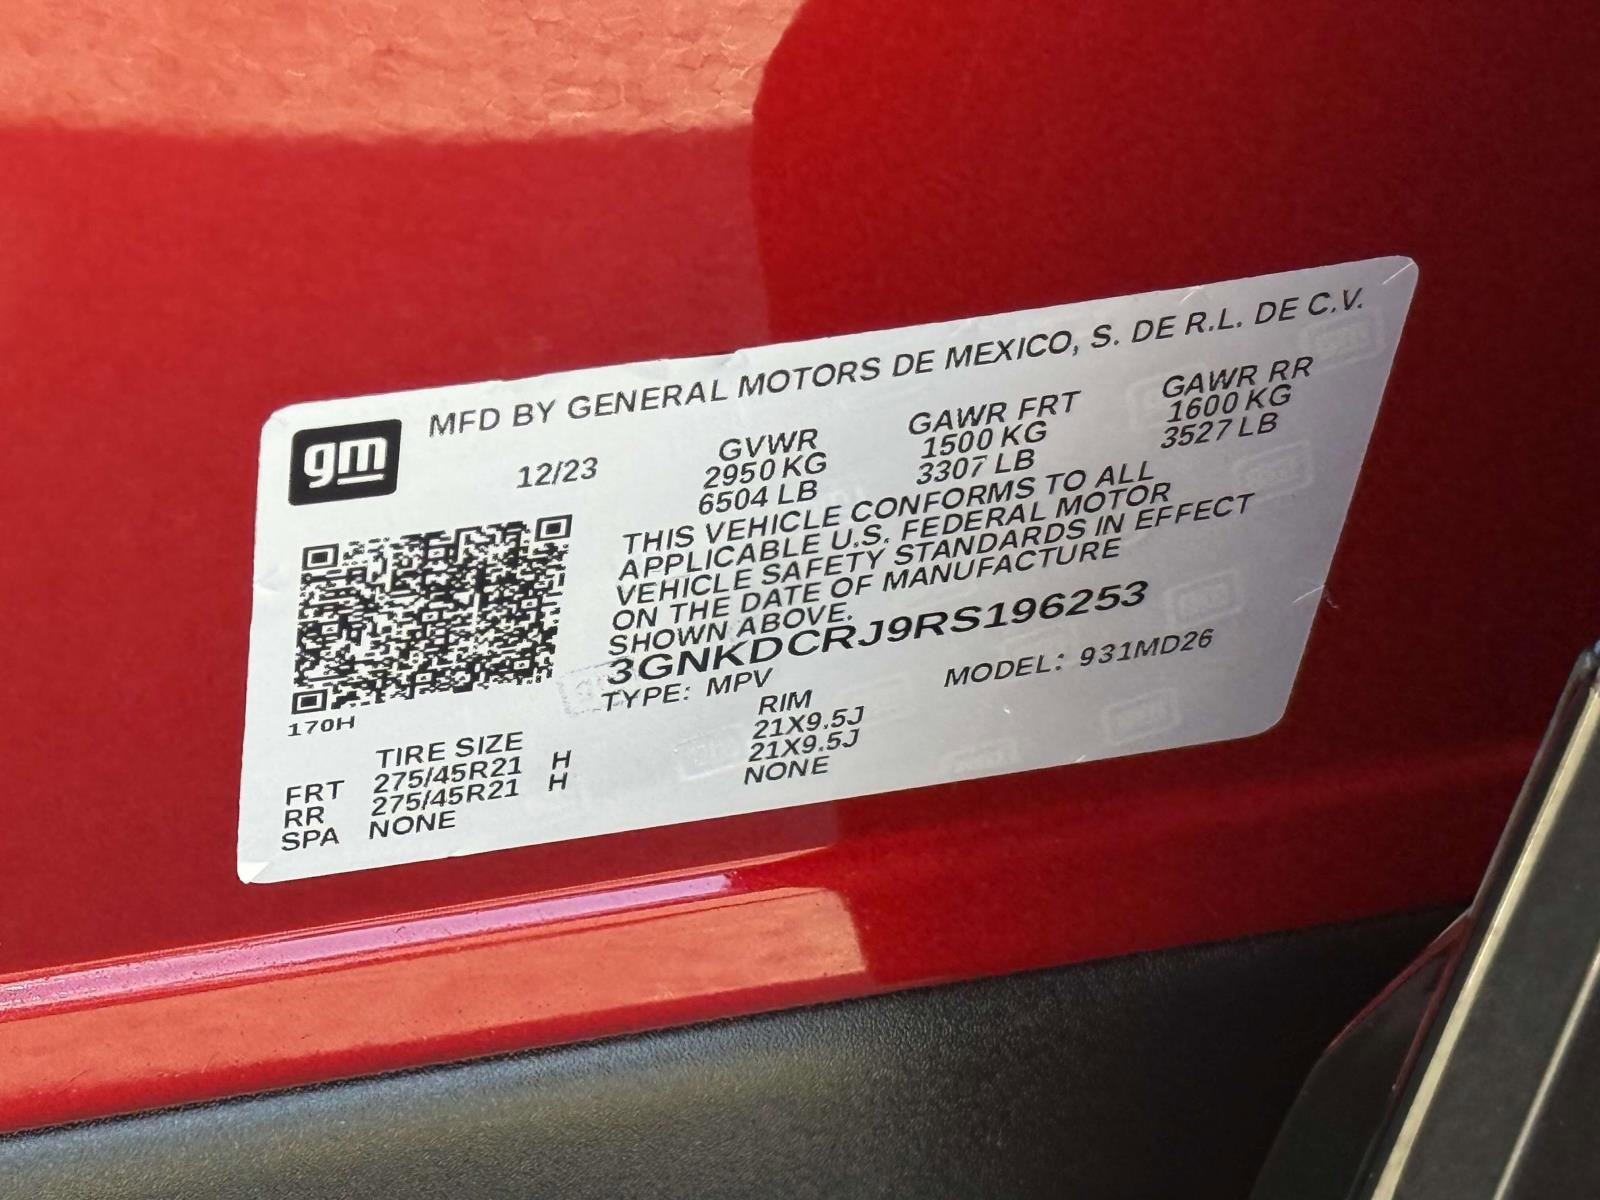 MFD BY GENERAL MOTORS DE MEXICO, S. DE R.L. DE C.V.
gm
12/23 GVWR GAWR FRT GAWR RR
2950 KG 1500 KG 1600 KG
6504 LB 3307 LB 3527 LB
THIS VEHICLE CONFORMS TO ALL
APPLICABLE U.S. FEDERAL MOTOR
VEHICLE SAFETY STANDARDS IN EFFECT
ON THE DATE OF MANUFACTURE
SHOWN ABOVE.
3GNKDCRJ9RS196253
TYPE: MPV MODEL: 931MD26
170H
TIRE SIZE RIM
FRT 275/45R21 H 21X9.5J
RR 275/45R21 H 21X9.5J
SPA NONE NONE